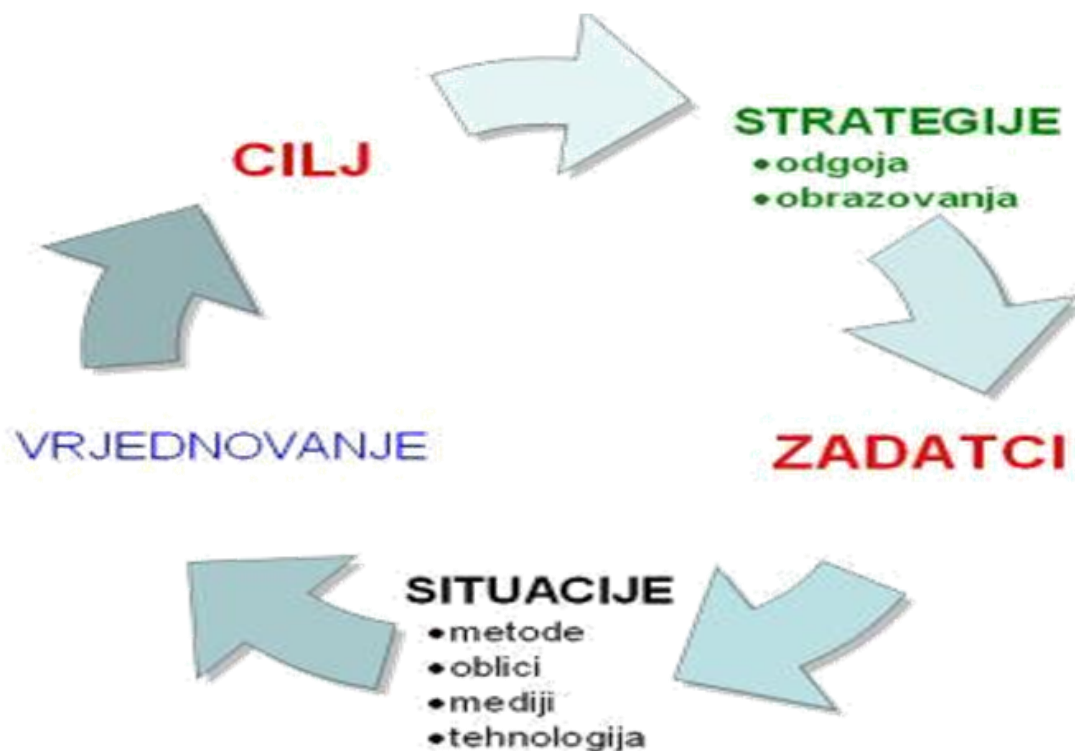 CILJ
STRATEGIJE
•odgoja
•obrazovanja
ZADATCI
SITUACIJE
•metode
•oblici
•mediji
•tehnologija
VRJEDNOVANJE